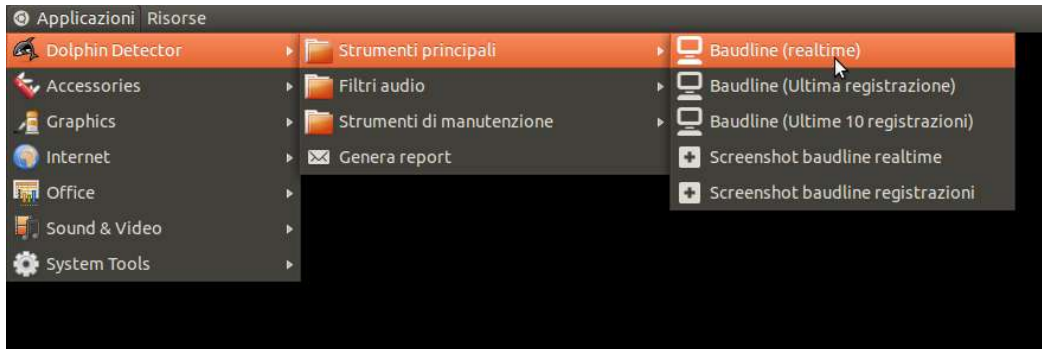 Applicazioni Risorse
Dolphin Detector
Strumenti principali
Baudline (realtime)
Accessories
Filtri audio
Baudline (Ultima registrazione)
Graphics
Strumenti di manutenzione
Baudline (Ultime 10 registrazioni)
Internet
Genera report
Screenshot baudline realtime
Office
Screenshot baudline registrazioni
Sound & Video
System Tools